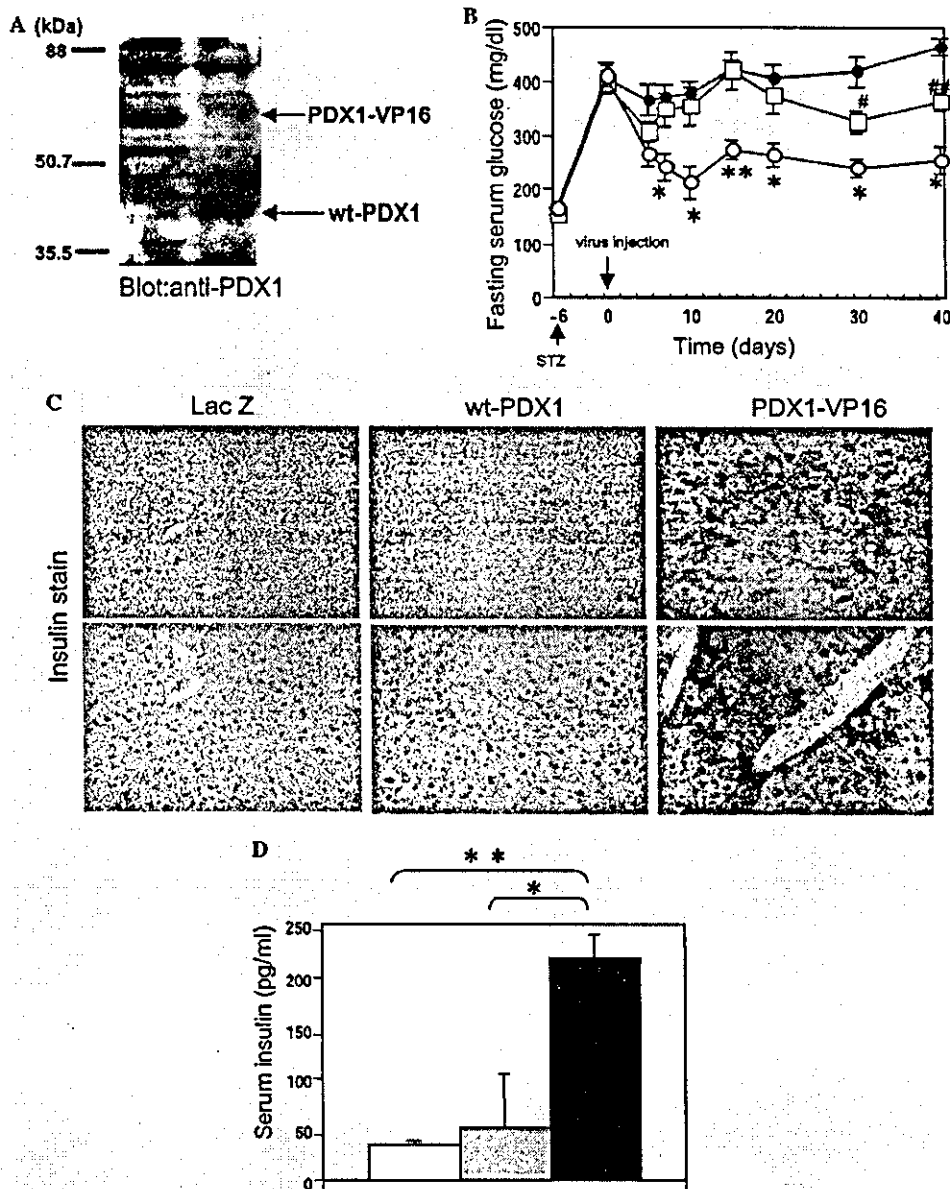 A (kDa)
88
PDX1-VP16
50.7
wt-PDX1
35.5
Blot:anti-PDX1
B
Fasting serum glucose (mg/dl)
500
400
300
200
100
0
# ##
* * ** * * *
virus injection
-6 0 10 20 30 40
STZ
Time (days)
C
Lac Z wt-PDX1 PDX1-VP16
Insulin stain
D
* *
*
Serum insulin (pg/ml)
250
200
150
100
50
0